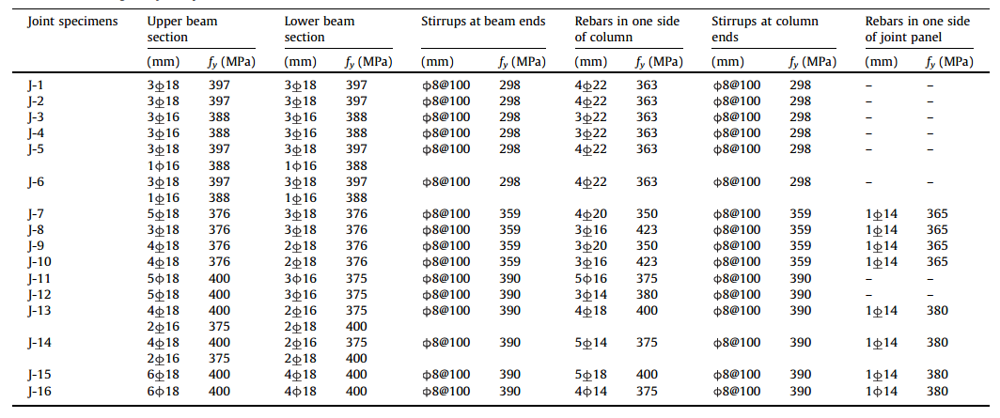 Joint specimens Upper beam section Lower beam section Stirrups at beam ends Rebars in one side of column Stirrups at column ends Rebars in one side of joint panel
(mm) fy (MPa) (mm) fy (MPa) (mm) fy (MPa) (mm) fy (MPa) (mm) fy (MPa) (mm) fy (MPa)
J-1 3Φ18 397 3Φ18 397 ϕ8@100 298 4Φ22 363 ϕ8@100 298 – –
J-2 3Φ18 397 3Φ18 397 ϕ8@100 298 4Φ22 363 ϕ8@100 298 – –
J-3 3Φ16 388 3Φ16 388 ϕ8@100 298 3Φ22 363 ϕ8@100 298 – –
J-4 3Φ16 388 3Φ16 388 ϕ8@100 298 3Φ22 363 ϕ8@100 298 – –
J-5 3Φ18 397 3Φ18 397 ϕ8@100 298 4Φ22 363 ϕ8@100 298 – –
1Φ16 388 1Φ16 388
J-6 3Φ18 397 3Φ18 397 ϕ8@100 298 4Φ22 363 ϕ8@100 298 – –
1Φ16 388 1Φ16 388
J-7 5Φ18 376 3Φ18 376 ϕ8@100 359 4Φ20 350 ϕ8@100 359 1Φ14 365
J-8 3Φ18 376 3Φ18 376 ϕ8@100 359 3Φ16 423 ϕ8@100 359 1Φ14 365
J-9 4Φ18 376 2Φ18 376 ϕ8@100 359 3Φ20 350 ϕ8@100 359 1Φ14 365
J-10 4Φ18 376 2Φ18 376 ϕ8@100 359 3Φ16 423 ϕ8@100 359 1Φ14 365
J-11 5Φ18 400 3Φ16 375 ϕ8@100 390 5Φ16 375 ϕ8@100 390 – –
J-12 5Φ18 400 3Φ16 375 ϕ8@100 390 3Φ14 380 ϕ8@100 390 – –
J-13 4Φ18 400 2Φ16 375 ϕ8@100 390 4Φ18 400 ϕ8@100 390 1Φ14 380
2Φ16 375 2Φ18 400
J-14 4Φ18 400 2Φ16 375 ϕ8@100 390 5Φ14 375 ϕ8@100 390 1Φ14 380
2Φ16 375 2Φ18 400
J-15 6Φ18 400 4Φ18 400 ϕ8@100 390 5Φ18 400 ϕ8@100 390 1Φ14 380
J-16 6Φ18 400 4Φ18 400 ϕ8@100 390 4Φ14 375 ϕ8@100 390 1Φ14 380